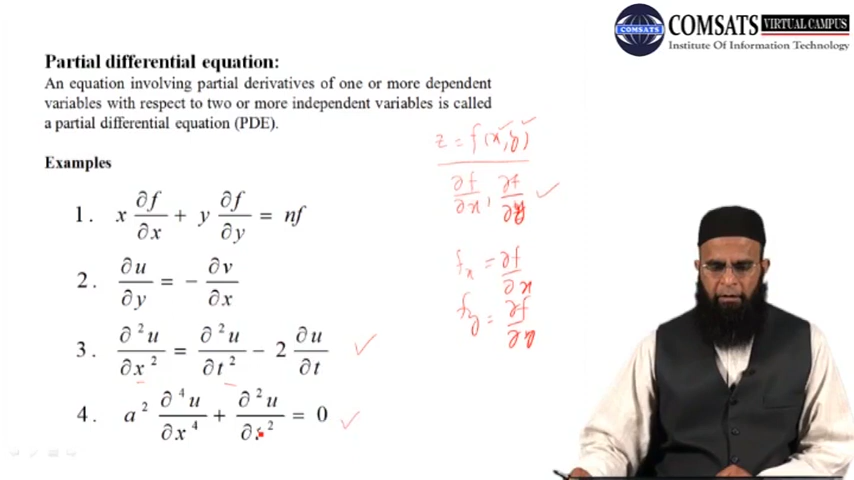 COMSATS VIRTUAL CAMPUS
Institute Of Information Technology
Partial differential equation:
An equation involving partial derivatives of one or more dependent
variables with respect to two or more independent variables is called
a partial differential equation (PDE).
Examples
1. x ∂f/∂x + y ∂f/∂y = nf
2. ∂u/∂y = − ∂v/∂x
3. ∂²u/∂x² = ∂²u/∂t² − 2 ∂u/∂t
4. a² ∂⁴u/∂x⁴ + ∂²u/∂ ² = 0
z = f(x,y)
∂f/∂x, ∂f/∂y
fx = ∂f/∂x
fy = ∂f/∂y